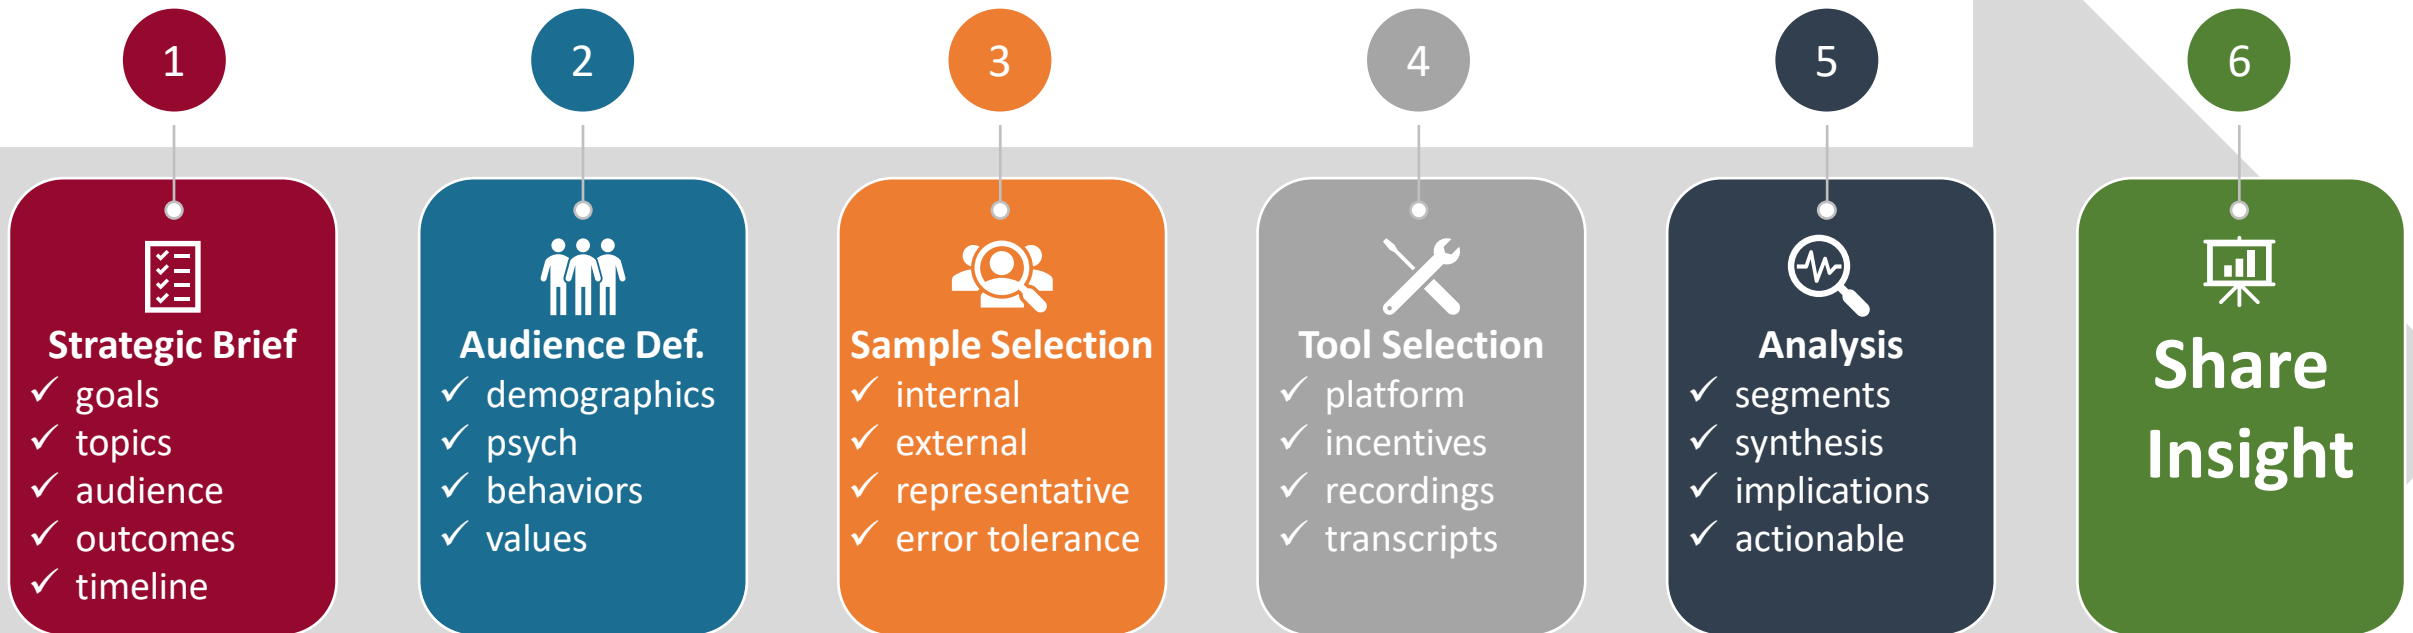 1
2
3
4
5
6
Strategic Brief
✓ goals
✓ topics
✓ audience
✓ outcomes
✓ timeline
Audience Def.
✓ demographics
✓ psych
✓ behaviors
✓ values
Sample Selection
✓ internal
✓ external
✓ representative
✓ error tolerance
Tool Selection
✓ platform
✓ incentives
✓ recordings
✓ transcripts
Analysis
✓ segments
✓ synthesis
✓ implications
✓ actionable
Share
Insight